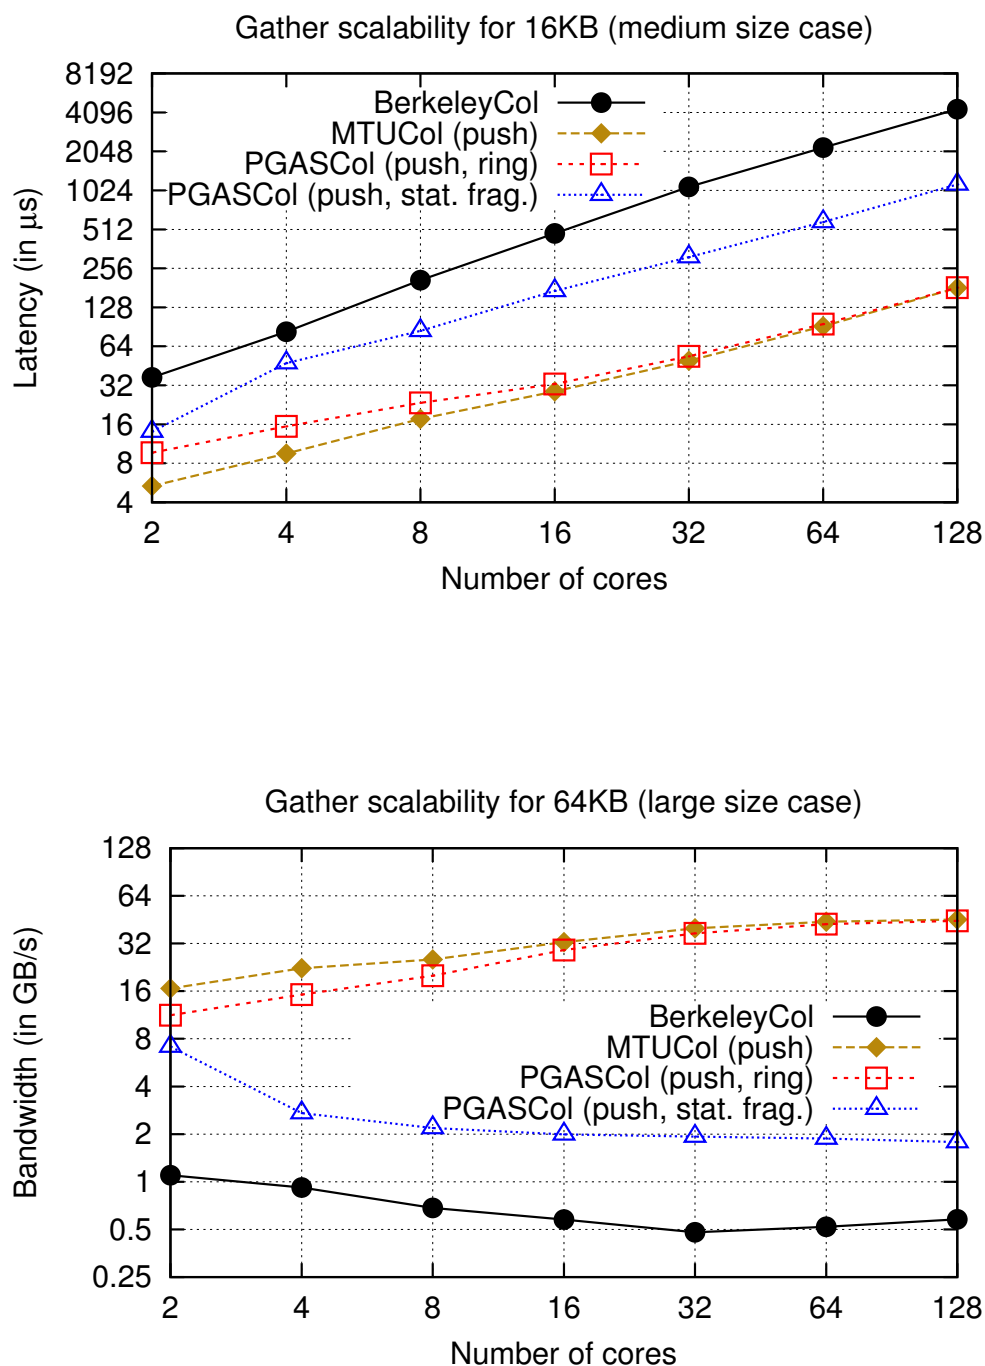 Gather scalability for 16KB (medium size case)
8192
4096
2048
1024
512
256
128
64
32
16
8
4
Latency (in μs)
BerkeleyCol
MTUCol (push)
PGASCol (push, ring)
PGASCol (push, stat. frag.)
2 4 8 16 32 64 128
Number of cores
Gather scalability for 64KB (large size case)
128
64
32
16
8
4
2
1
0.5
0.25
Bandwidth (in GB/s)
BerkeleyCol
MTUCol (push)
PGASCol (push, ring)
PGASCol (push, stat. frag.)
2 4 8 16 32 64 128
Number of cores